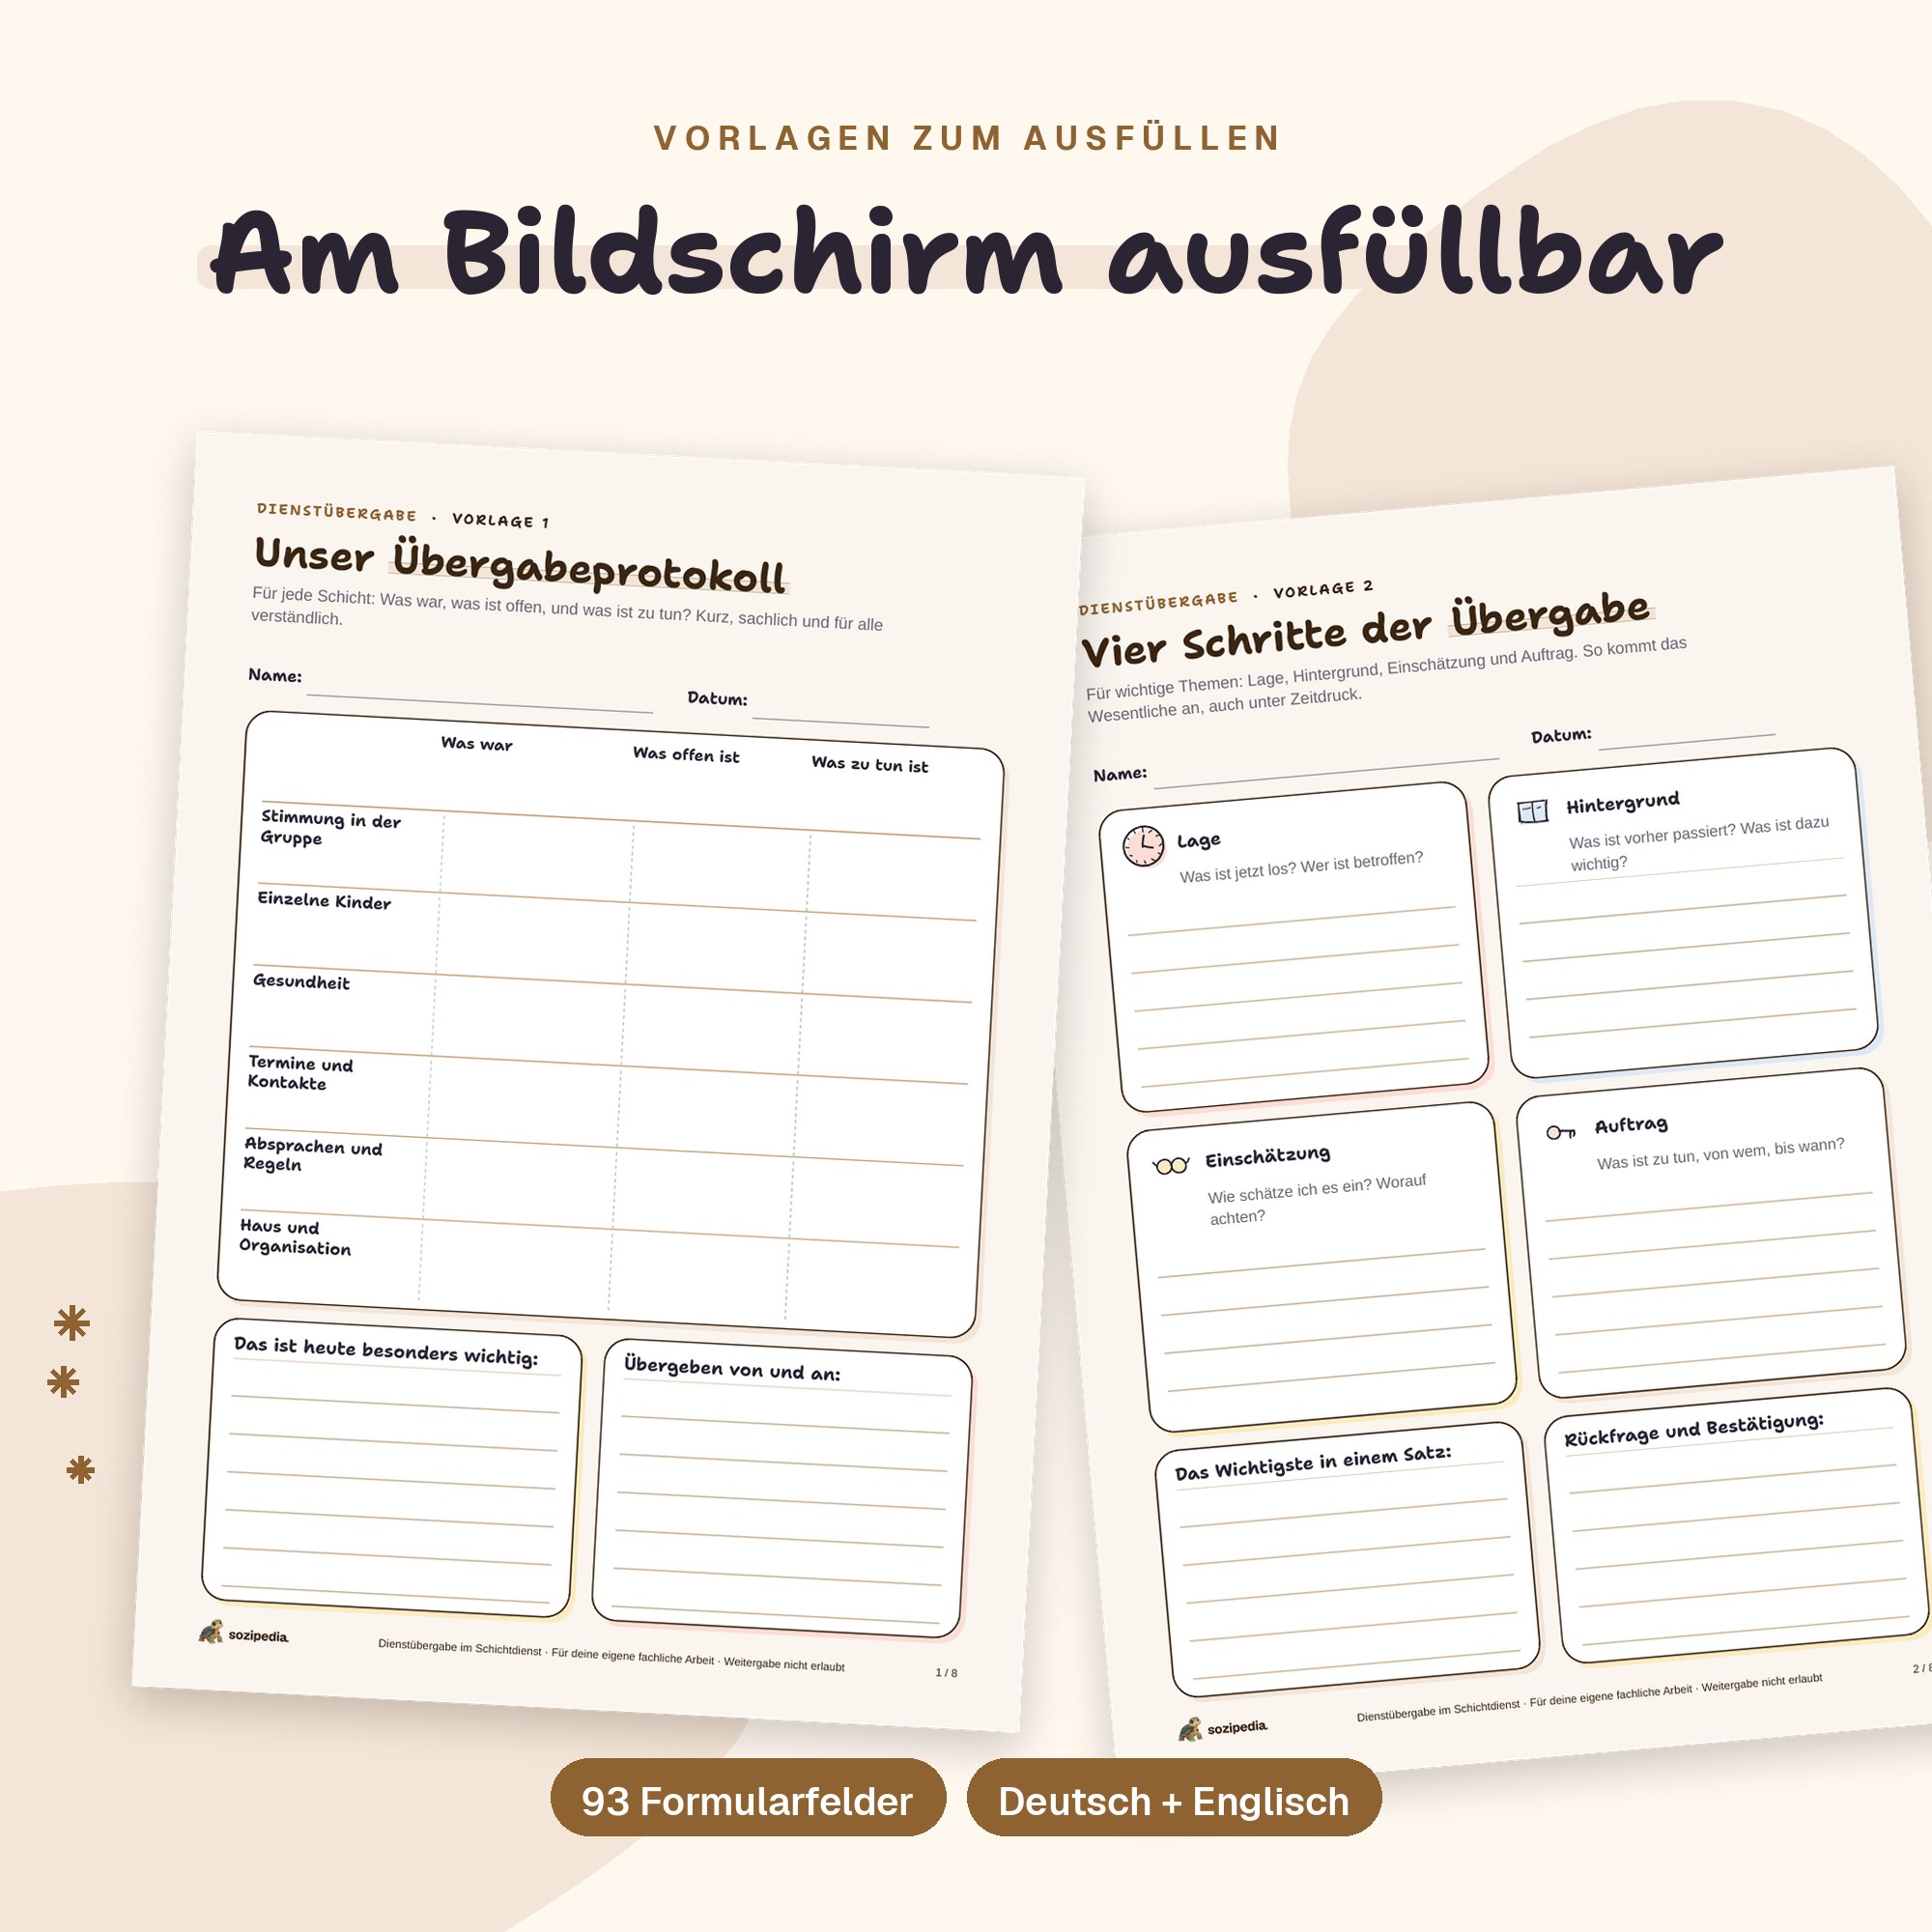 VORLAGEN ZUM AUSFÜLLEN
Am Bildschirm ausfüllbar
DIENSTÜBERGABE · VORLAGE 1
Unser Übergabeprotokoll
Für jede Schicht: Was war, was ist offen, und was ist zu tun? Kurz, sachlich und für alle
verständlich.
Name:
Datum:
Was war
Was offen ist
Was zu tun ist
Stimmung in der
Gruppe
Einzelne Kinder
Gesundheit
Termine und
Kontakte
Absprachen und
Regeln
Haus und
Organisation
Das ist heute besonders wichtig:
Übergeben von und an:
sozipedia.
Dienstübergabe im Schichtdienst · Für deine eigene fachliche Arbeit · Weitergabe nicht erlaubt
1 / 8
DIENSTÜBERGABE · VORLAGE 2
Vier Schritte der Übergabe
Für wichtige Themen: Lage, Hintergrund, Einschätzung und Auftrag. So kommt das
Wesentliche an, auch unter Zeitdruck.
Name:
Datum:
Lage
Was ist jetzt los? Wer ist betroffen?
Hintergrund
Was ist vorher passiert? Was ist dazu
wichtig?
Einschätzung
Wie schätze ich es ein? Worauf
achten?
Auftrag
Was ist zu tun, von wem, bis wann?
Das Wichtigste in einem Satz:
Rückfrage und Bestätigung:
sozipedia.
Dienstübergabe im Schichtdienst · Für deine eigene fachliche Arbeit · Weitergabe nicht erlaubt
2 / 8
93 Formularfelder
Deutsch + Englisch